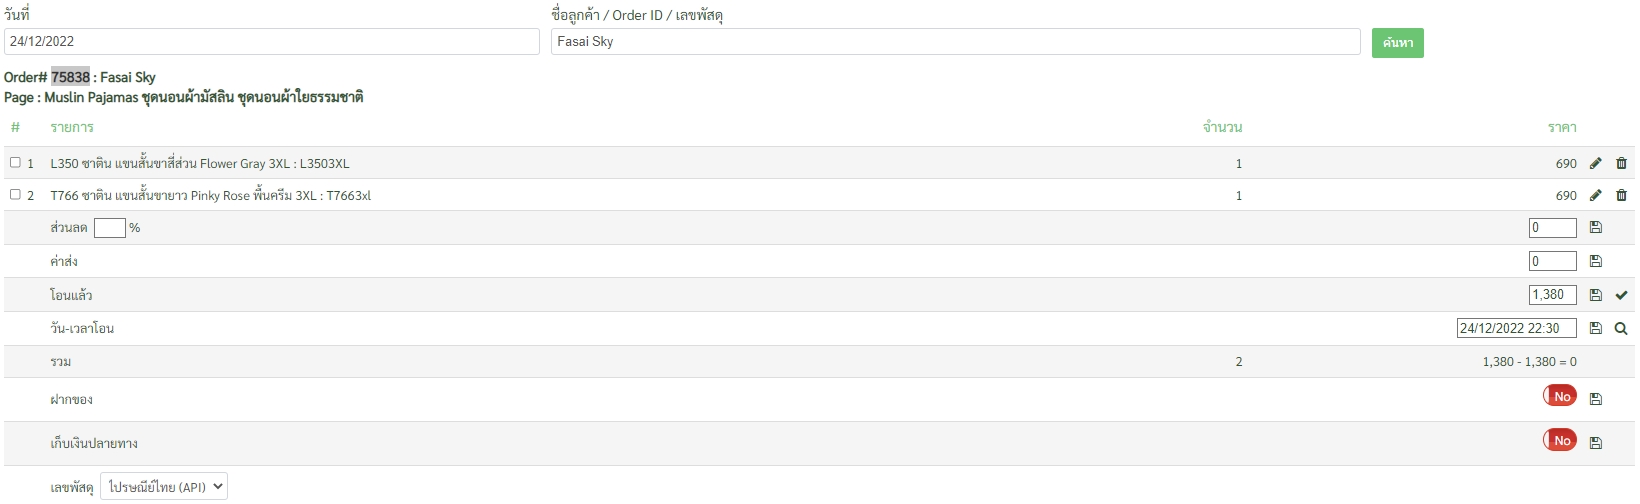 วันที่ ชื่อลูกค้า / Order ID / เลขพัสดุ
24/12/2022 Fasai Sky ค้นหา
Order# 75838 : Fasai Sky
Page : Muslin Pajamas ชุดนอนผ้ามัสลิน ชุดนอนผ้าใยธรรมชาติ
# รายการ จำนวน ราคา
1 L350 ซาติน แขนสั้นขาสี่ส่วน Flower Gray 3XL : L3503XL 1 690
2 T766 ซาติน แขนสั้นขายาว Pinky Rose พื้นครีม 3XL : T7663xl 1 690
ส่วนลด % 0
ค่าส่ง 0
โอนแล้ว 1,380
วัน-เวลาโอน 24/12/2022 22:30
รวม 2 1,380 - 1,380 = 0
ฝากของ No
เก็บเงินปลายทาง No
เลขพัสดุ ไปรษณีย์ไทย (API)